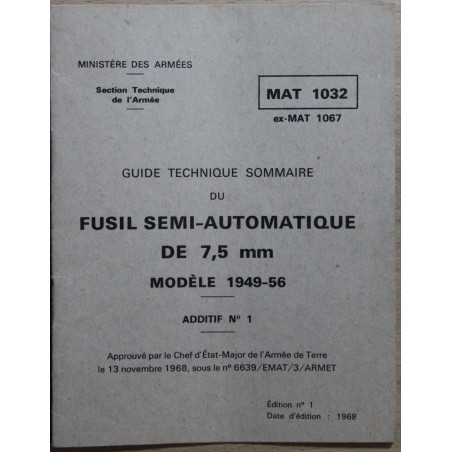 MINISTÈRE DES ARMÉES
Section Technique
de l'Armée
MAT 1032
ex-MAT 1067
GUIDE TECHNIQUE SOMMAIRE
DU
FUSIL SEMI-AUTOMATIQUE
DE 7,5 mm
MODÈLE 1949-56
ADDITIF N° 1
Approuvé par le Chef d'État-Major de l'Armée de Terre
le 13 novembre 1968, sous le n° 6639/EMAT/3/ARMET
Édition n° 1
Date d'édition : 1968